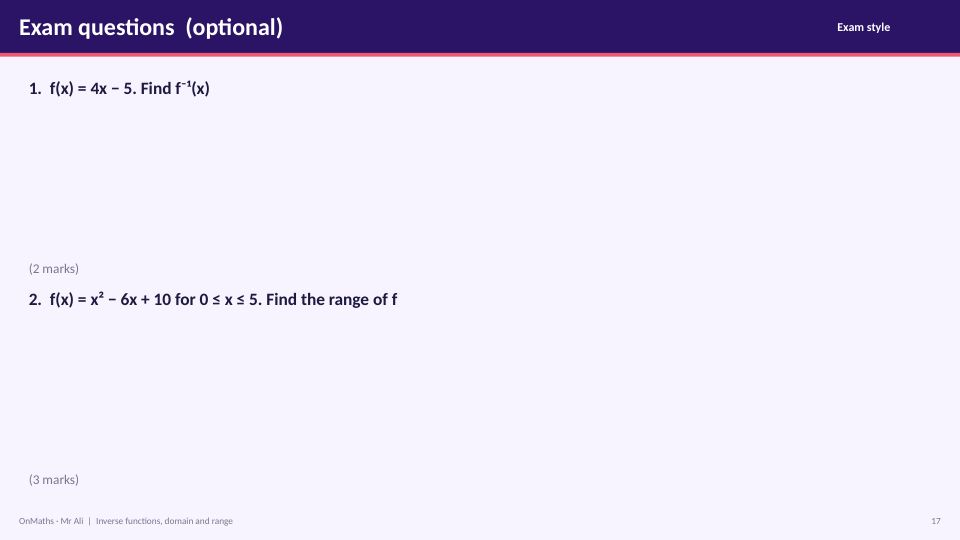 Exam questions  (optional)
Exam style
1.  f(x) = 4x − 5. Find f⁻¹(x)
(2 marks)
2.  f(x) = x² − 6x + 10 for 0 ≤ x ≤ 5. Find the range of f
(3 marks)
OnMaths - Mr Ali  |  Inverse functions, domain and range
17